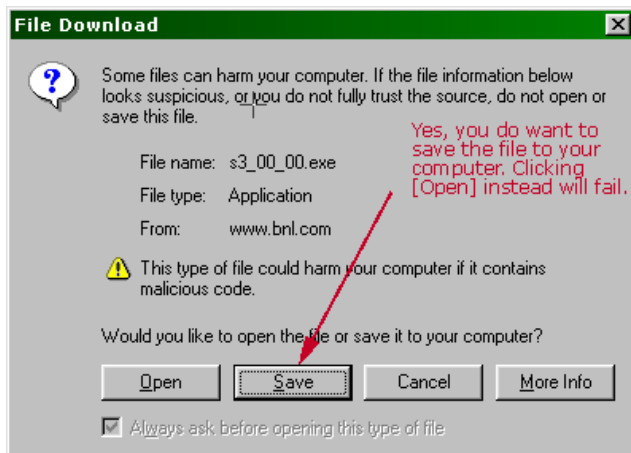 File Download
Some files can harm your computer. If the file information below
looks suspicious, or you do not fully trust the source, do not open or
save this file.
Yes, you do want to
save the file to your
computer. Clicking
[Open] instead will fail.
File name: s3_00_00.exe
File type: Application
From: www.bnl.com
This type of file could harm your computer if it contains
malicious code.
Would you like to open the file or save it to your computer?
Open Save Cancel More Info
Always ask before opening this type of file